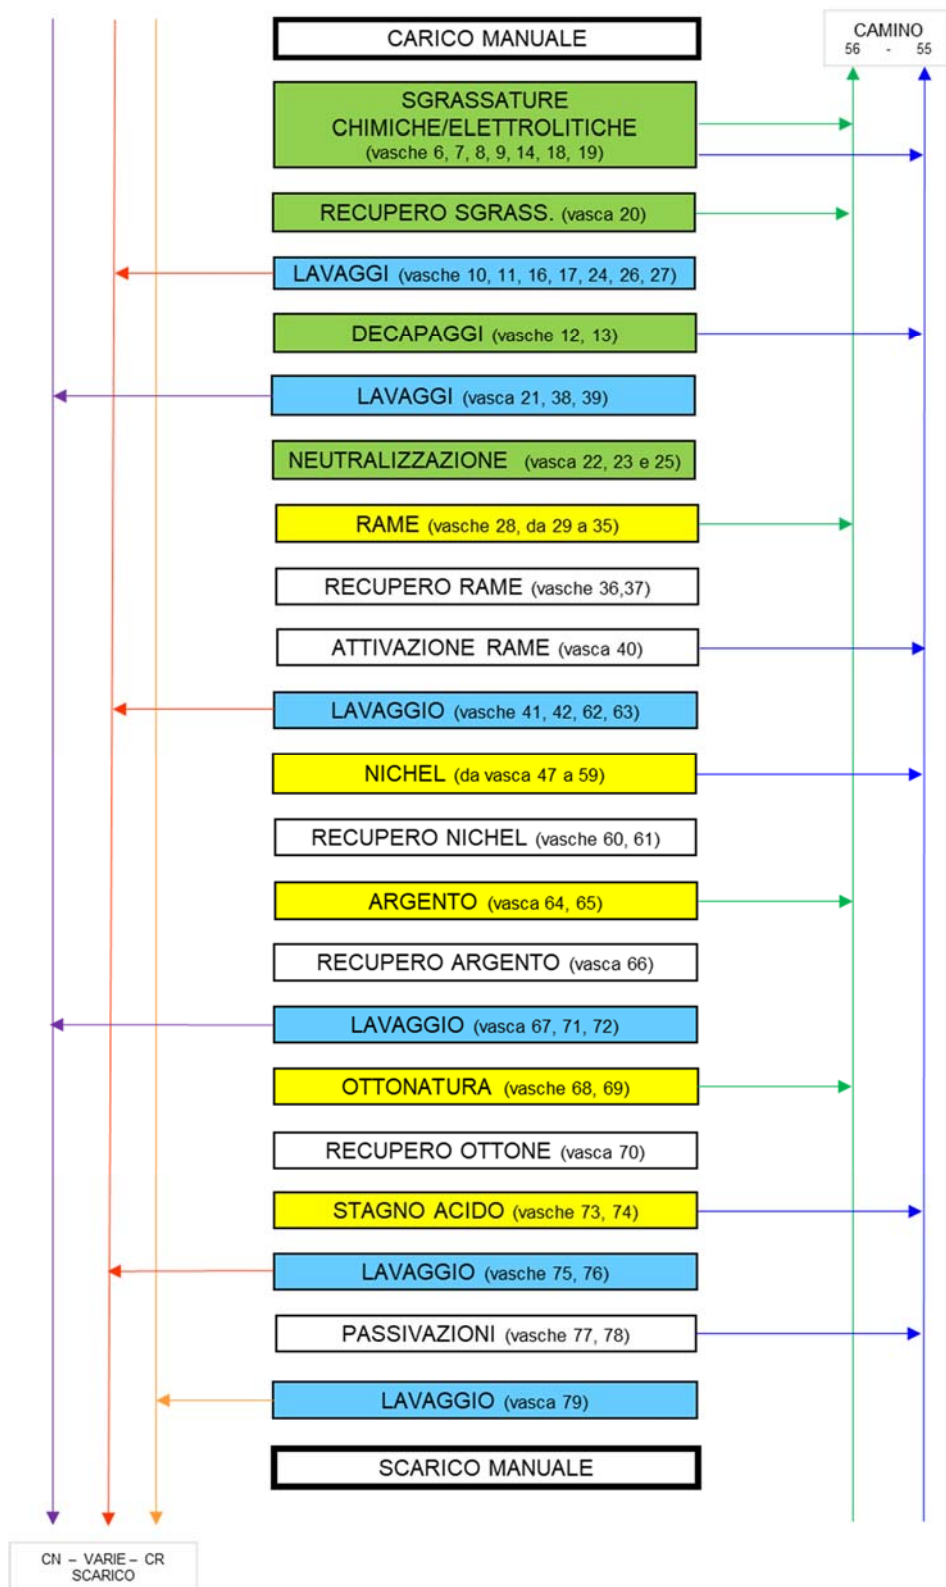 CARICO MANUALE
CAMINO
56 - 55
SGRASSATURE
CHIMICHE/ELETTROLITICHE
(vasche 6, 7, 8, 9, 14, 18, 19)
RECUPERO SGRASS. (vasca 20)
LAVAGGI (vasche 10, 11, 16, 17, 24, 26, 27)
DECAPAGGI (vasche 12, 13)
LAVAGGI (vasca 21, 38, 39)
NEUTRALIZZAZIONE (vasca 22, 23 e 25)
RAME (vasche 28, da 29 a 35)
RECUPERO RAME (vasche 36,37)
ATTIVAZIONE RAME (vasca 40)
LAVAGGIO (vasche 41, 42, 62, 63)
NICHEL (da vasca 47 a 59)
RECUPERO NICHEL (vasche 60, 61)
ARGENTO (vasca 64, 65)
RECUPERO ARGENTO (vasca 66)
LAVAGGIO (vasca 67, 71, 72)
OTTONATURA (vasche 68, 69)
RECUPERO OTTONE (vasca 70)
STAGNO ACIDO (vasche 73, 74)
LAVAGGIO (vasche 75, 76)
PASSIVAZIONI (vasche 77, 78)
LAVAGGIO (vasca 79)
SCARICO MANUALE
CN – VARIE – CR
SCARICO